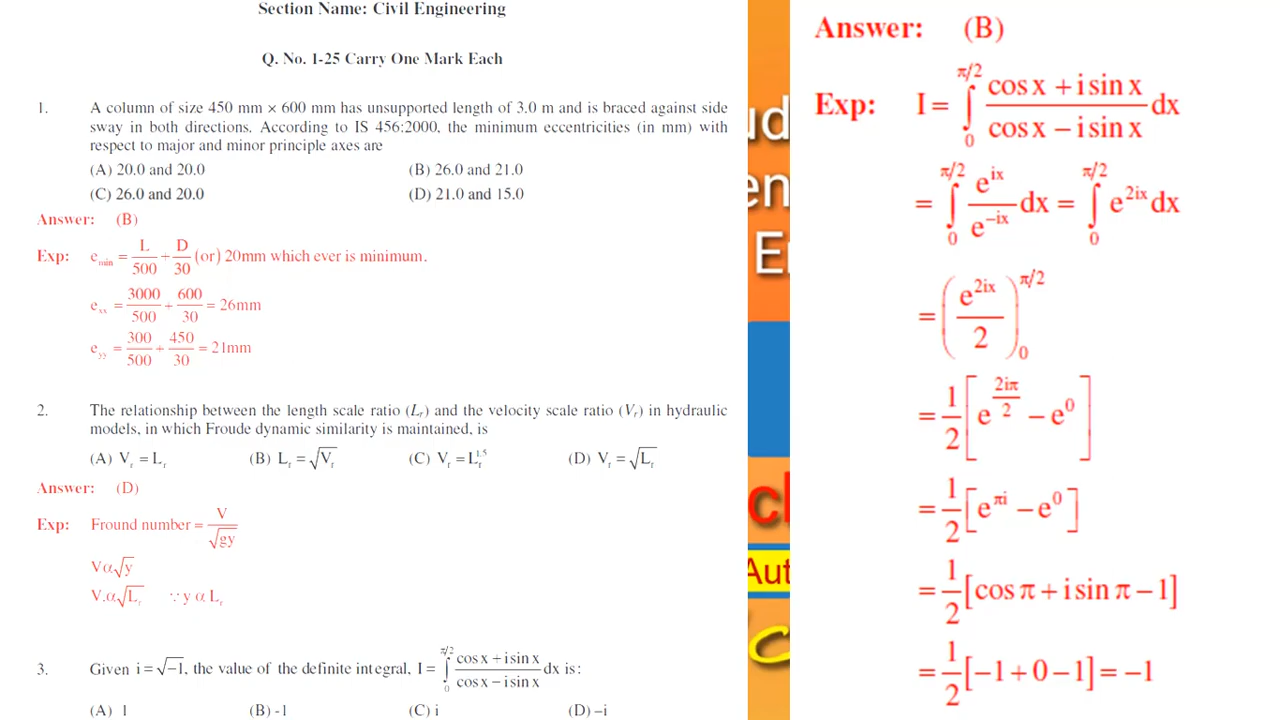 Section Name: Civil Engineering
Q. No. 1-25 Carry One Mark Each
1. A column of size 450 mm × 600 mm has unsupported length of 3.0 m and is braced against side
sway in both directions. According to IS 456:2000, the minimum eccentricities (in mm) with
respect to major and minor principle axes are
(A) 20.0 and 20.0 (B) 26.0 and 21.0
(C) 26.0 and 20.0 (D) 21.0 and 15.0
Answer: (B)
Exp: e_min = L/500 + D/30 (or) 20mm which ever is minimum.
e_xx = 3000/500 + 600/30 = 26mm
e_yy = 300/500 + 450/30 = 21mm
2. The relationship between the length scale ratio (L_r) and the velocity scale ratio (V_r) in hydraulic
models, in which Froude dynamic similarity is maintained, is
(A) V_r = L_r (B) L_r = √V_r (C) V_r = L_r^1.5 (D) V_r = √L_r
Answer: (D)
Exp: Fround number = V/√gy
Vα√y
V.α√L_r ∵ y α L_r
3. Given i = √−1, the value of the definite integral, I = ∫_0^π/2 (cos x + i sin x)/(cos x − i sin x) dx is:
(A) 1 (B) -1 (C) i (D) –i
Answer: (B)
Exp: I = ∫_0^π/2 (cos x + i sin x)/(cos x − i sin x) dx
= ∫_0^π/2 e^ix/e^−ix dx = ∫_0^π/2 e^2ix dx
= (e^2ix/2)_0^π/2
= 1/2 [e^2iπ/2 − e^0]
= 1/2 [e^πi − e^0]
= 1/2 [cos π + i sin π − 1]
= 1/2 [−1 + 0 − 1] = −1
Aut